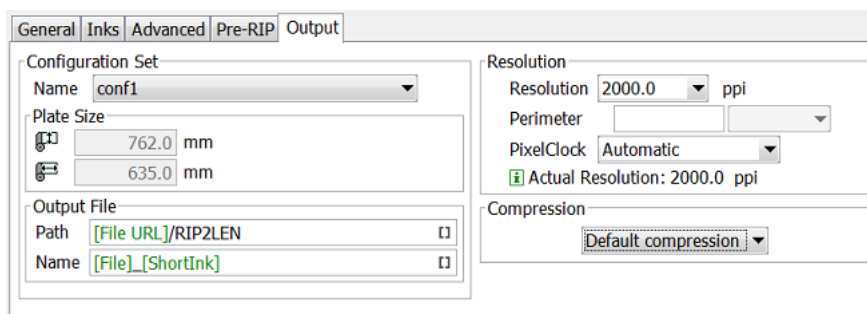 General Inks Advanced Pre-RIP Output
Configuration Set
Name conf1
Plate Size
762.0 mm
635.0 mm
Output File
Path [File URL]/RIP2LEN []
Name [File]_[ShortInk] []
Resolution
Resolution 2000.0 ppi
Perimeter
PixelClock Automatic
Actual Resolution: 2000.0 ppi
Compression
Default compression